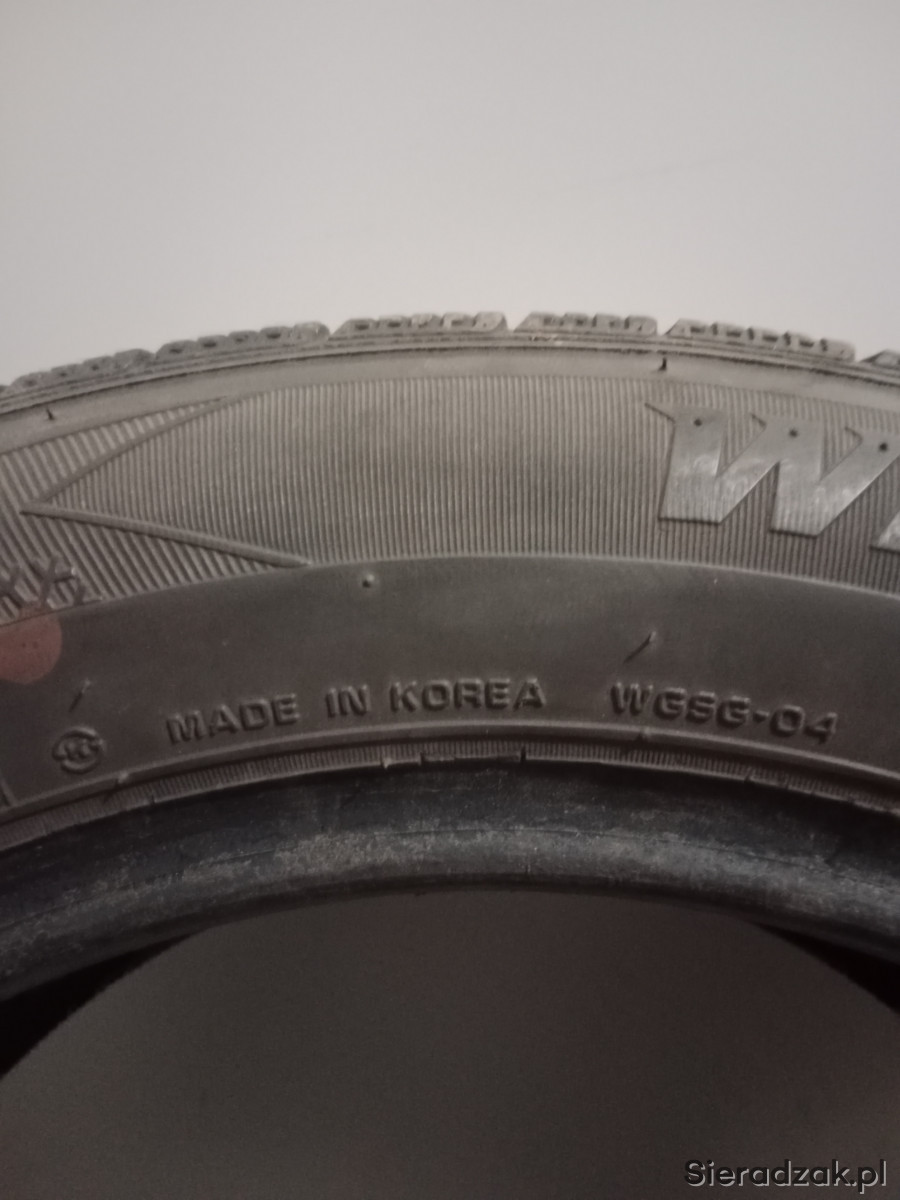 W
MADE IN KOREA WGSG-04
Sieradzak.pl